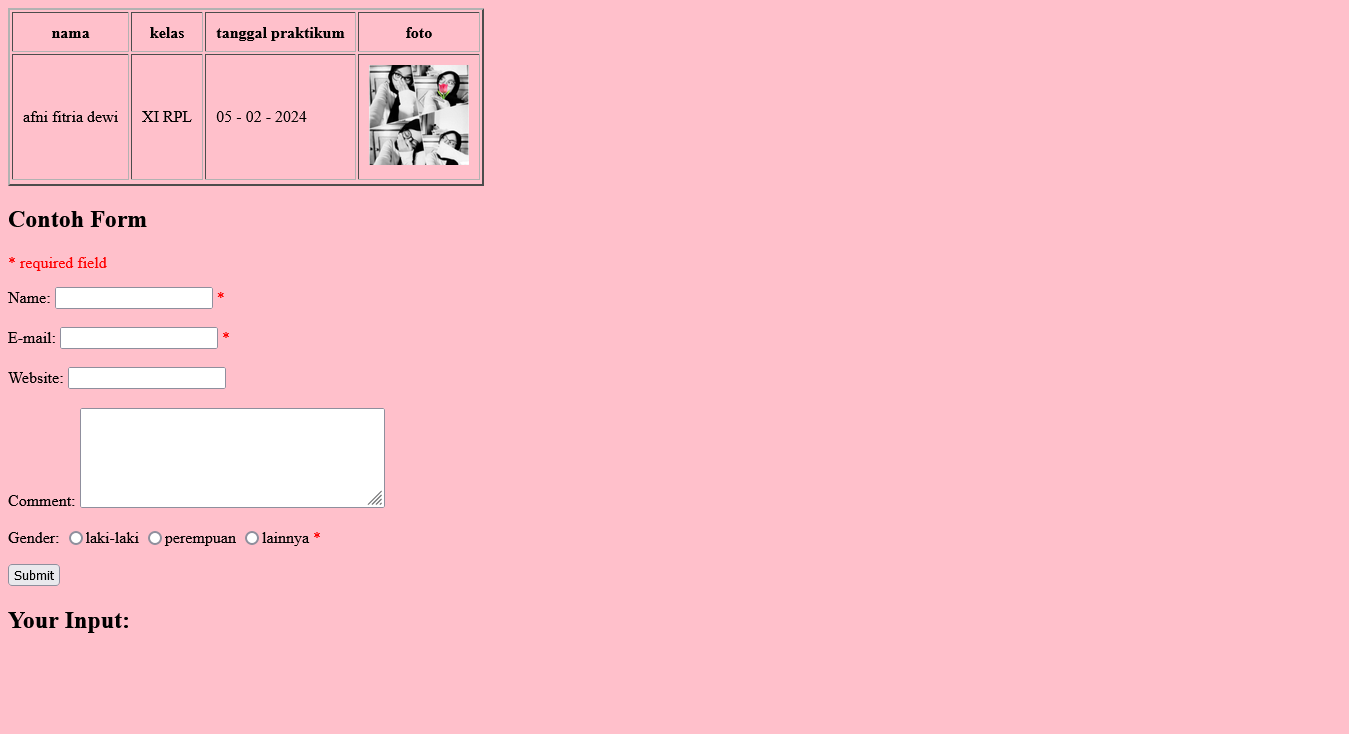 nama kelas tanggal praktikum foto
afni fitria dewi XI RPL 05 - 02 - 2024
Contoh Form
* required field
Name: *
E-mail: *
Website:
Comment:
Gender: laki-laki perempuan lainnya *
Submit
Your Input: